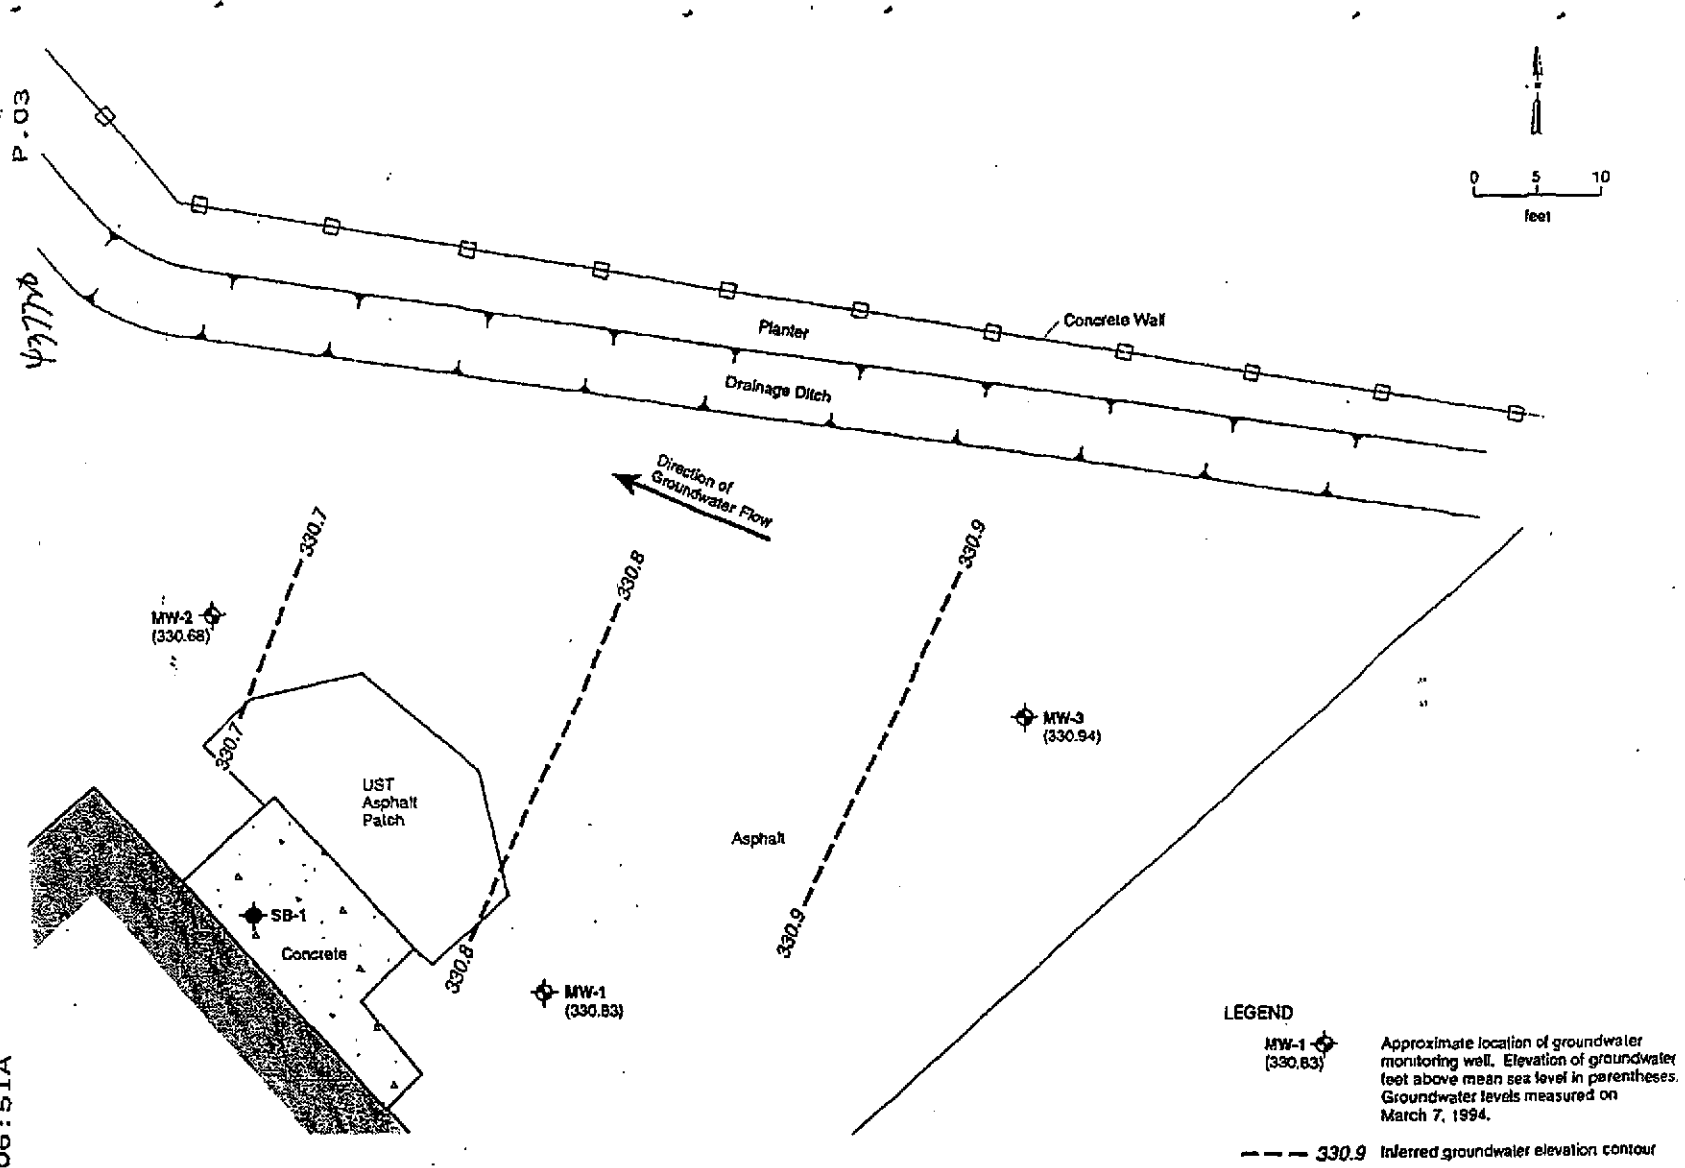 P.03
0 5 10
feet
Concrete Wall
Planter
Drainage Ditch
Direction of
Groundwater Flow
330.7
330.8
330.9
MW-2
(330.68)
MW-3
(330.94)
330.7
UST
Asphalt
Patch
Asphalt
SB-1
Concrete
330.8
330.9
MW-1
(330.83)
LEGEND
MW-1
(330.83)
Approximate location of groundwater
monitoring well. Elevation of groundwater
feet above mean sea level in parentheses.
Groundwater levels measured on
March 7, 1994.
330.9 Inferred groundwater elevation contour
06:51A